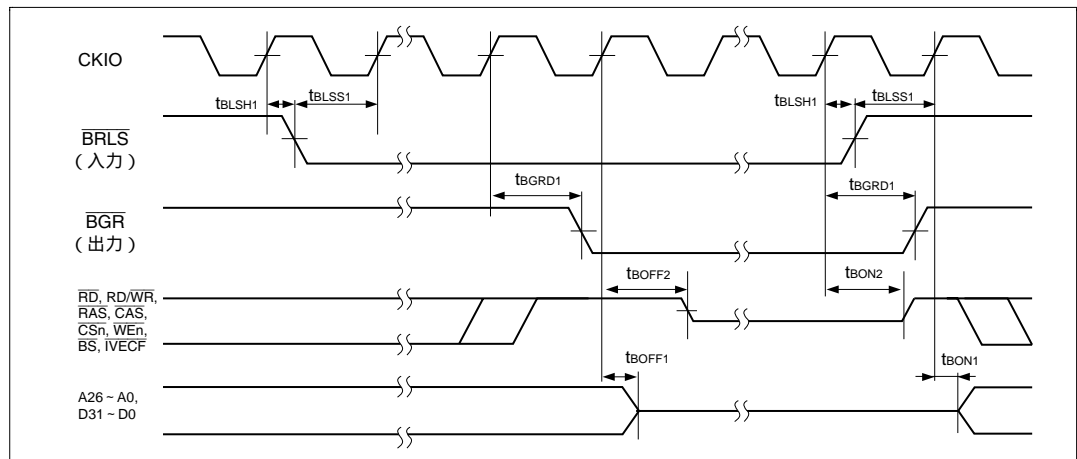 CKIO
tBLSH1
tBLSS1
tBLSH1
tBLSS1
BRLS
(入力)
tBGRD1
tBGRD1
BGR
(出力)
tBOFF2
tBON2
RD, RD/WR,
RAS, CAS,
CSn, WEn,
BS, IVECF
tBOFF1
tBON1
A26 ~ A0,
D31 ~ D0